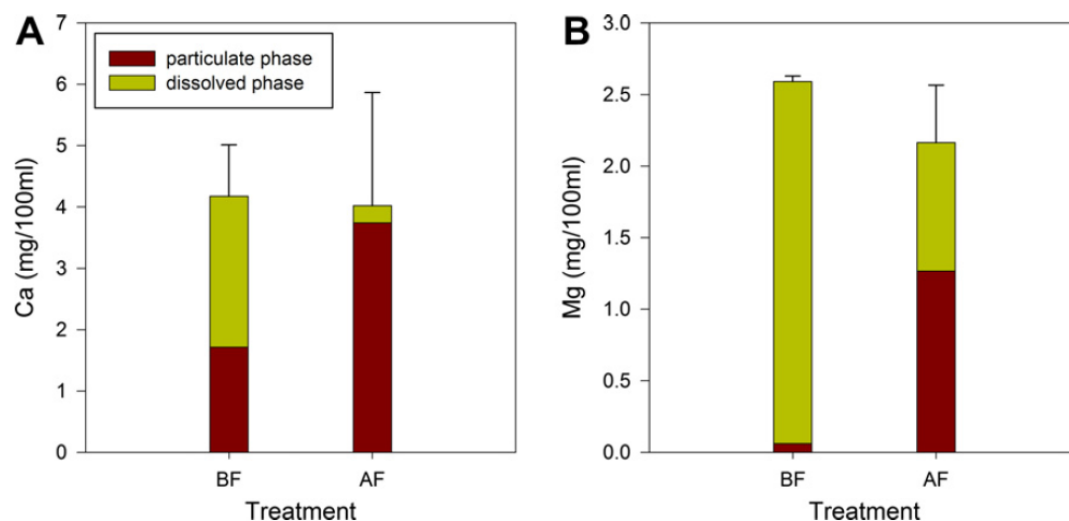 A
7
6
5
4
3
2
1
0
Ca (mg/100ml)
particulate phase
dissolved phase
BF
AF
Treatment
B
3.0
2.5
2.0
1.5
1.0
0.5
0.0
Mg (mg/100ml)
BF
AF
Treatment